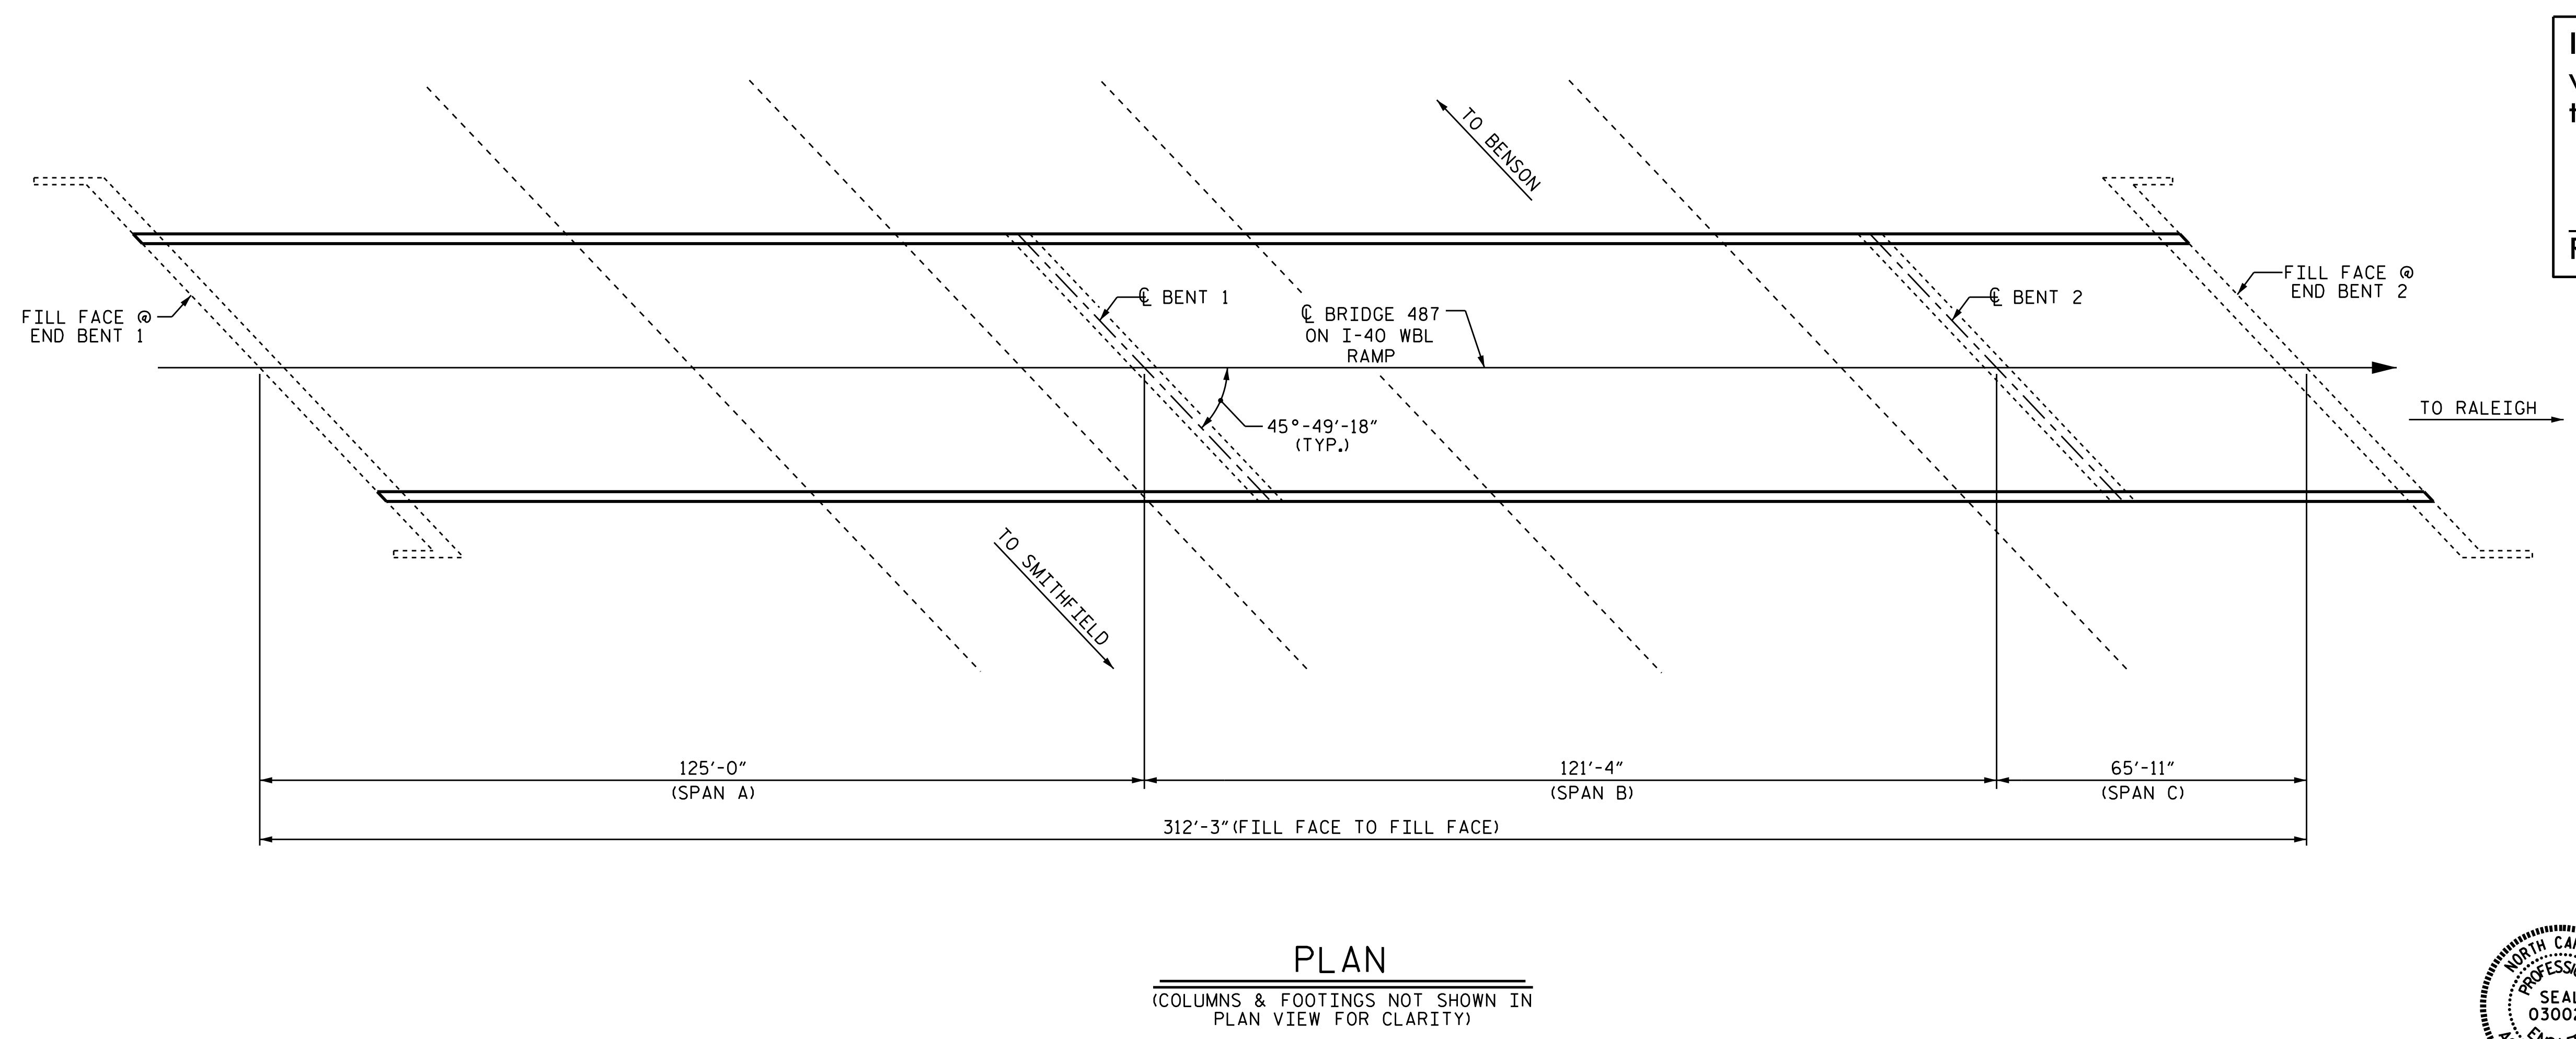 TO BENSON
FILL FACE @
END BENT 1
℄ BENT 1
℄ BRIDGE 487
ON I-40 WBL
RAMP
℄ BENT 2
FILL FACE @
END BENT 2
45°-49'-18"
(TYP.)
TO RALEIGH
TO SMITHFIELD
125'-0"
(SPAN A)
121'-4"
(SPAN B)
65'-11"
(SPAN C)
312'-3" (FILL FACE TO FILL FACE)
PLAN
(COLUMNS & FOOTINGS NOT SHOWN IN
PLAN VIEW FOR CLARITY)
NORTH
SEAL